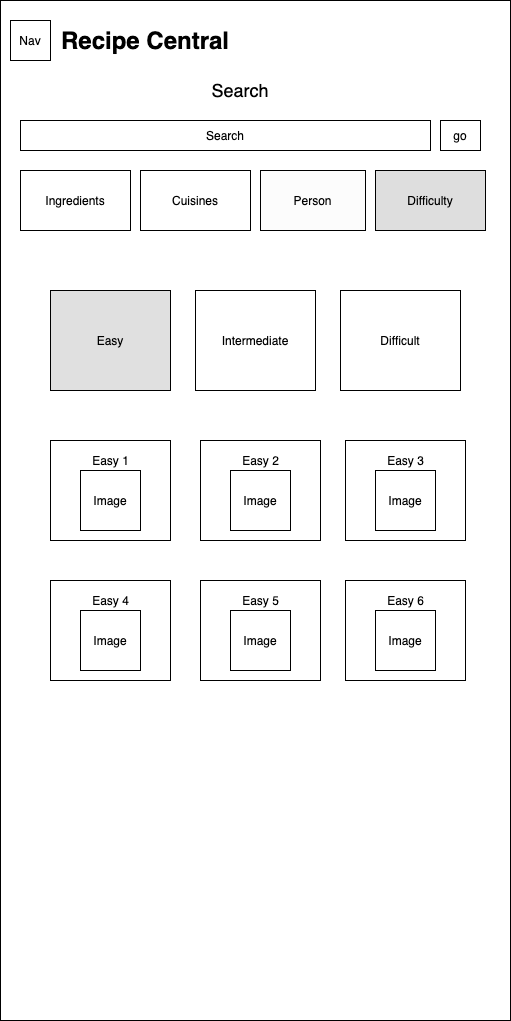 Nav
Recipe Central
Search
Search
go
Ingredients
Cuisines
Person
Difficulty
Easy
Intermediate
Difficult
Easy 1
Image
Easy 2
Image
Easy 3
Image
Easy 4
Image
Easy 5
Image
Easy 6
Image